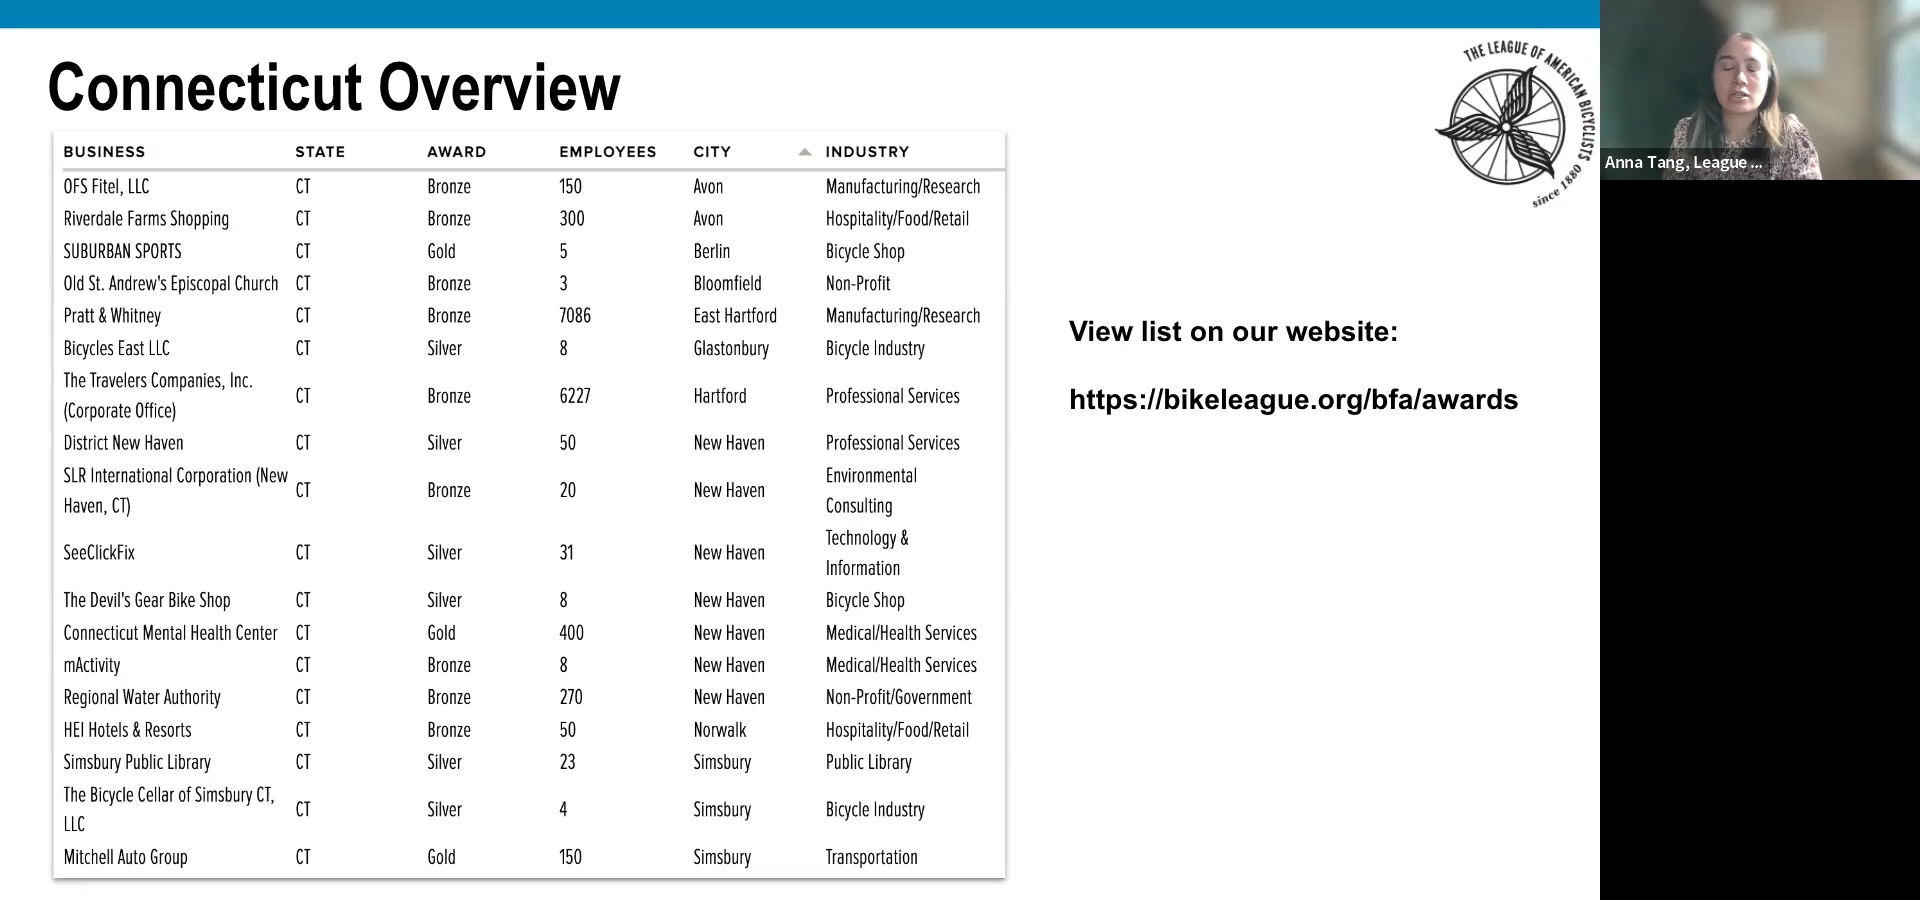 Connecticut Overview
THE LEAGUE OF AMERICAN BICYCLISTS
since 1880
Anna Tang, League ...
BUSINESS STATE AWARD EMPLOYEES CITY INDUSTRY
OFS Fitel, LLC CT Bronze 150 Avon Manufacturing/Research
Riverdale Farms Shopping CT Bronze 300 Avon Hospitality/Food/Retail
SUBURBAN SPORTS CT Gold 5 Berlin Bicycle Shop
Old St. Andrew's Episcopal Church CT Bronze 3 Bloomfield Non-Profit
Pratt & Whitney CT Bronze 7086 East Hartford Manufacturing/Research
Bicycles East LLC CT Silver 8 Glastonbury Bicycle Industry
The Travelers Companies, Inc.
(Corporate Office) CT Bronze 6227 Hartford Professional Services
District New Haven CT Silver 50 New Haven Professional Services
SLR International Corporation (New
Haven, CT) CT Bronze 20 New Haven Environmental
Consulting
SeeClickFix CT Silver 31 New Haven Technology &
Information
The Devil's Gear Bike Shop CT Silver 8 New Haven Bicycle Shop
Connecticut Mental Health Center CT Gold 400 New Haven Medical/Health Services
mActivity CT Bronze 8 New Haven Medical/Health Services
Regional Water Authority CT Bronze 270 New Haven Non-Profit/Government
HEI Hotels & Resorts CT Bronze 50 Norwalk Hospitality/Food/Retail
Simsbury Public Library CT Silver 23 Simsbury Public Library
The Bicycle Cellar of Simsbury CT,
LLC CT Silver 4 Simsbury Bicycle Industry
Mitchell Auto Group CT Gold 150 Simsbury Transportation
View list on our website:
https://bikeleague.org/bfa/awards